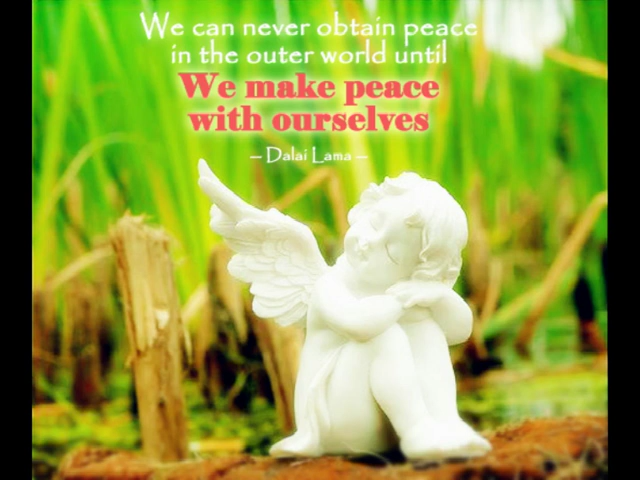 We can never obtain peace
in the outer world until
We make peace
with ourselves
– Dalai Lama –